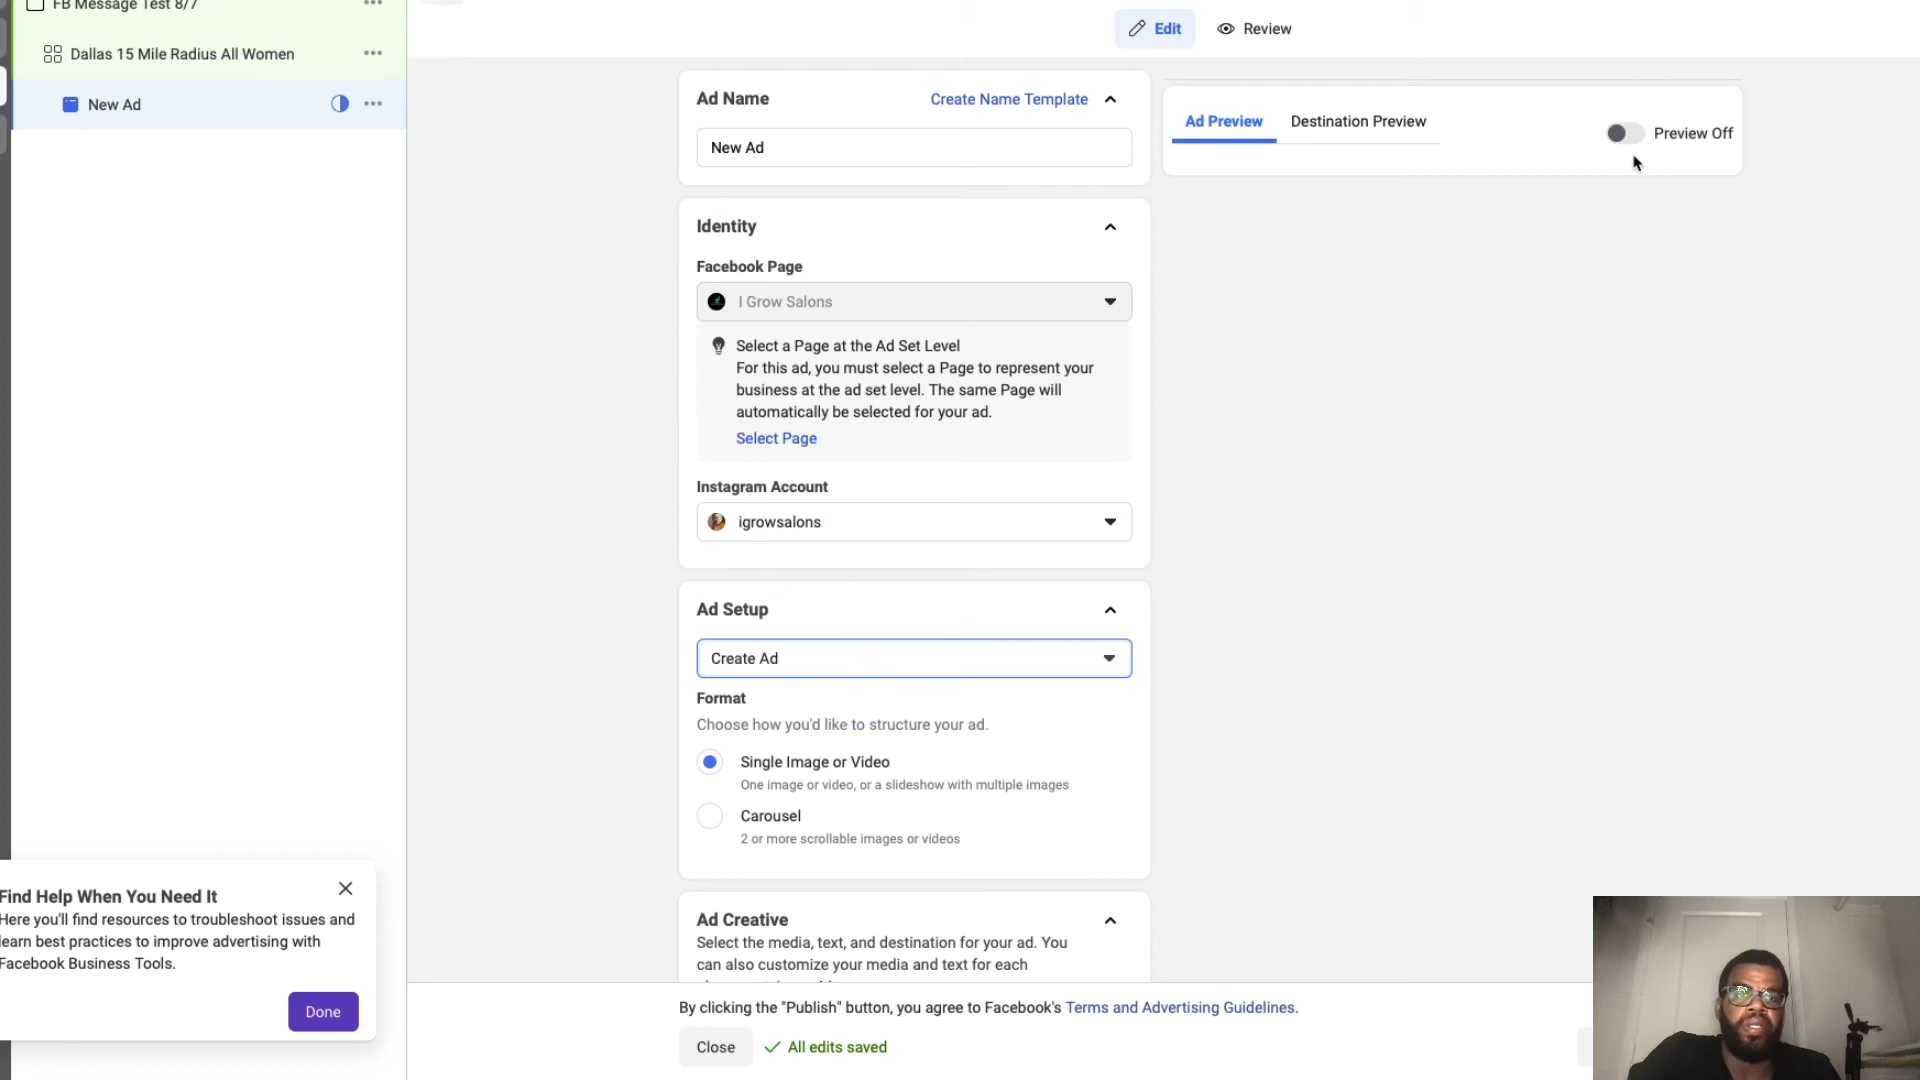 FB Message Test 8/7
Dallas 15 Mile Radius All Women
New Ad
Edit
Review
Ad Name
Create Name Template
New Ad
Identity
Facebook Page
I Grow Salons
Select a Page at the Ad Set Level
For this ad, you must select a Page to represent your
business at the ad set level. The same Page will
automatically be selected for your ad.
Select Page
Instagram Account
igrowsalons
Ad Setup
Create Ad
Format
Choose how you'd like to structure your ad.
Single Image or Video
One image or video, or a slideshow with multiple images
Carousel
2 or more scrollable images or videos
Ad Creative
Select the media, text, and destination for your ad. You
can also customize your media and text for each
Ad Preview
Destination Preview
Preview Off
Find Help When You Need It
Here you'll find resources to troubleshoot issues and
learn best practices to improve advertising with
Facebook Business Tools.
Done
By clicking the "Publish" button, you agree to Facebook's Terms and Advertising Guidelines.
Close
All edits saved